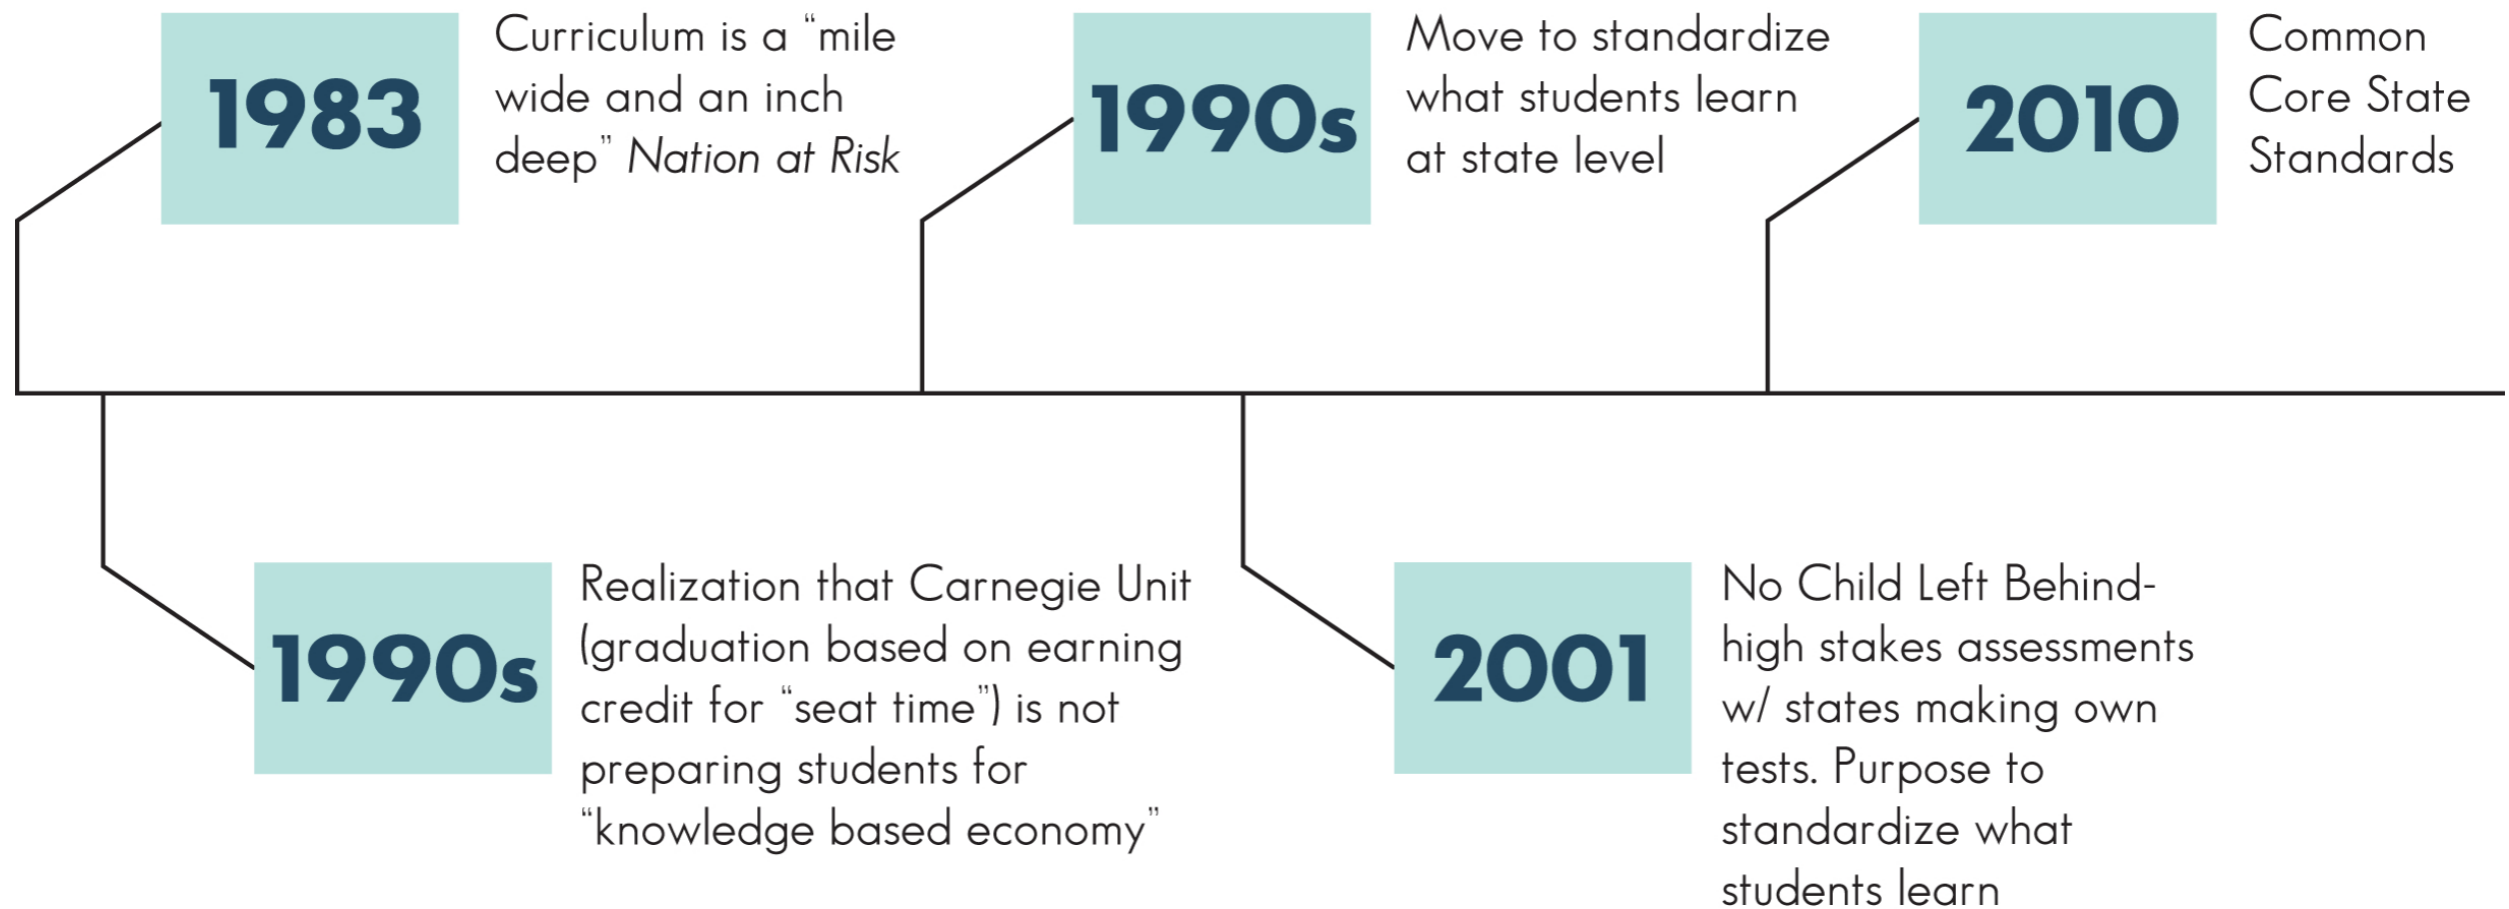 1983
Curriculum is a “mile
wide and an inch
deep” Nation at Risk
1990s
Realization that Carnegie Unit
(graduation based on earning
credit for “seat time”) is not
preparing students for
“knowledge based economy”
1990s
Move to standardize
what students learn
at state level
2001
No Child Left Behind-
high stakes assessments
w/ states making own
tests. Purpose to
standardize what
students learn
2010
Common
Core State
Standards